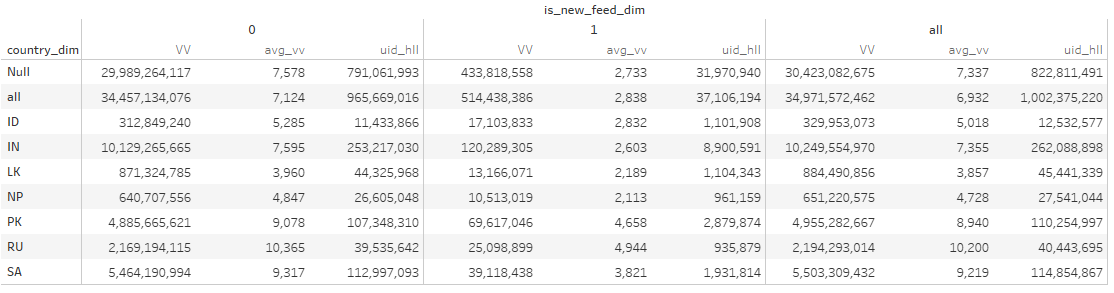 is_new_feed_dim
0 1 all
country_dim VV avg_vv uid_hll VV avg_vv uid_hll VV avg_vv uid_hll
Null 29,989,264,117 7,578 791,061,993 433,818,558 2,733 31,970,940 30,423,082,675 7,337 822,811,491
all 34,457,134,076 7,124 965,669,016 514,438,386 2,838 37,106,194 34,971,572,462 6,932 1,002,375,220
ID 312,849,240 5,285 11,433,866 17,103,833 2,832 1,101,908 329,953,073 5,018 12,532,577
IN 10,129,265,665 7,595 253,217,030 120,289,305 2,603 8,900,591 10,249,554,970 7,355 262,088,898
LK 871,324,785 3,960 44,325,968 13,166,071 2,189 1,104,343 884,490,856 3,857 45,441,339
NP 640,707,556 4,847 26,605,048 10,513,019 2,113 961,159 651,220,575 4,728 27,541,044
PK 4,885,665,621 9,078 107,348,310 69,617,046 4,658 2,879,874 4,955,282,667 8,940 110,254,997
RU 2,169,194,115 10,365 39,535,642 25,098,899 4,944 935,879 2,194,293,014 10,200 40,443,695
SA 5,464,190,994 9,317 112,997,093 39,118,438 3,821 1,931,814 5,503,309,432 9,219 114,854,867